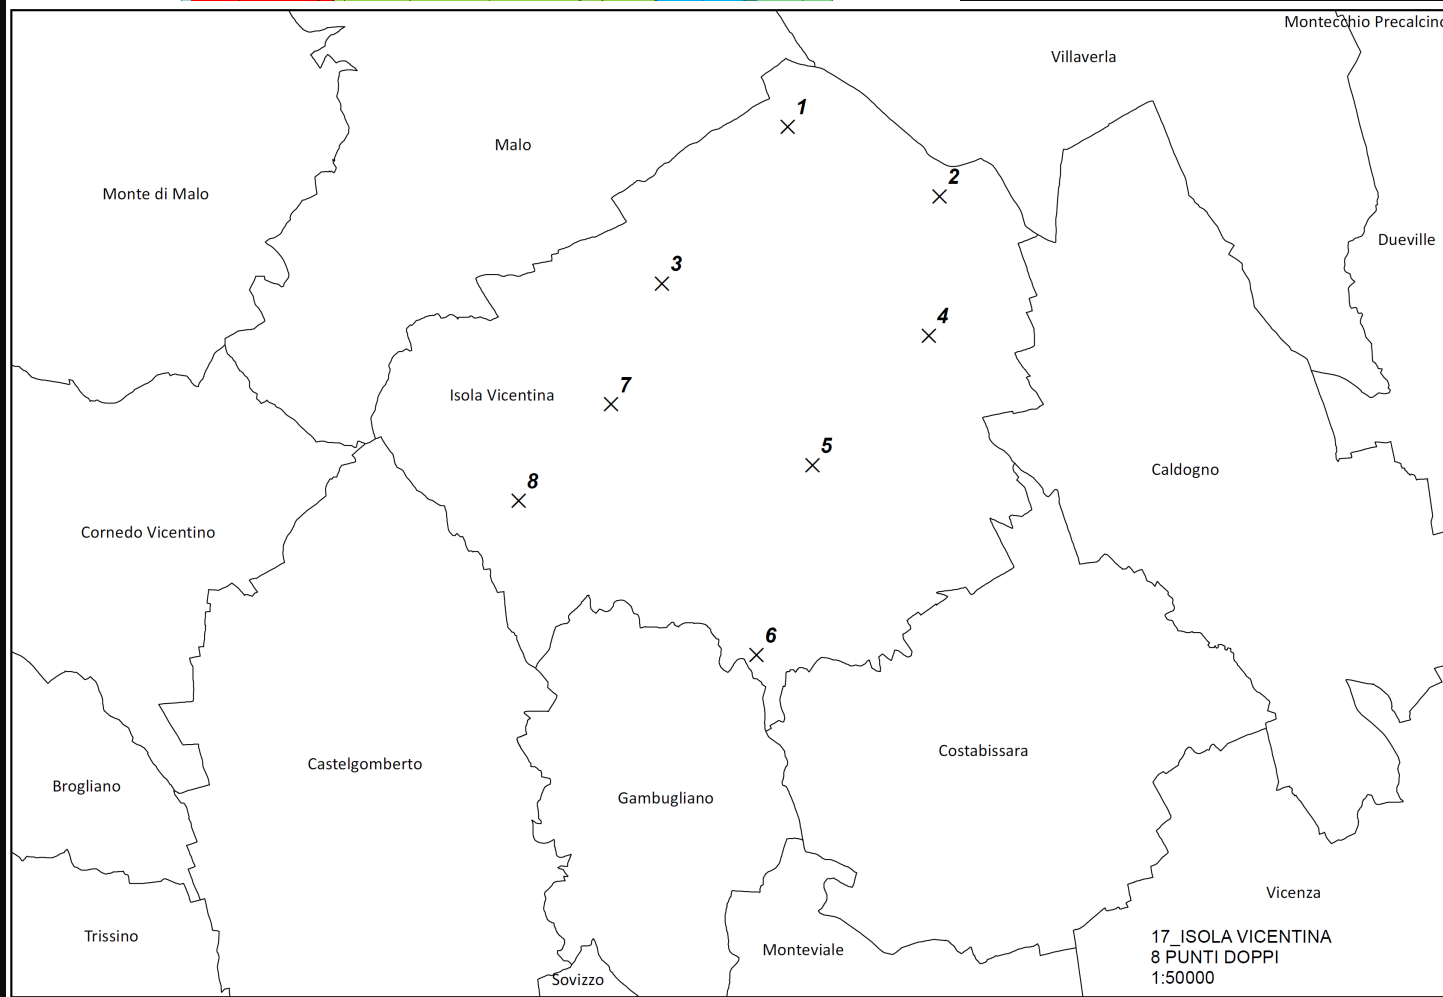 Montecchio Precalcino
Villaverla
1
Malo
2
Monte di Malo
Dueville
3
4
7
Isola Vicentina
5
Caldogno
8
Cornedo Vicentino
6
Costabissara
Castelgomberto
Brogliano
Gambugliano
Vicenza
Trissino
17_ISOLA VICENTINA
Monteviale
8 PUNTI DOPPI
Sovizzo
1:50000